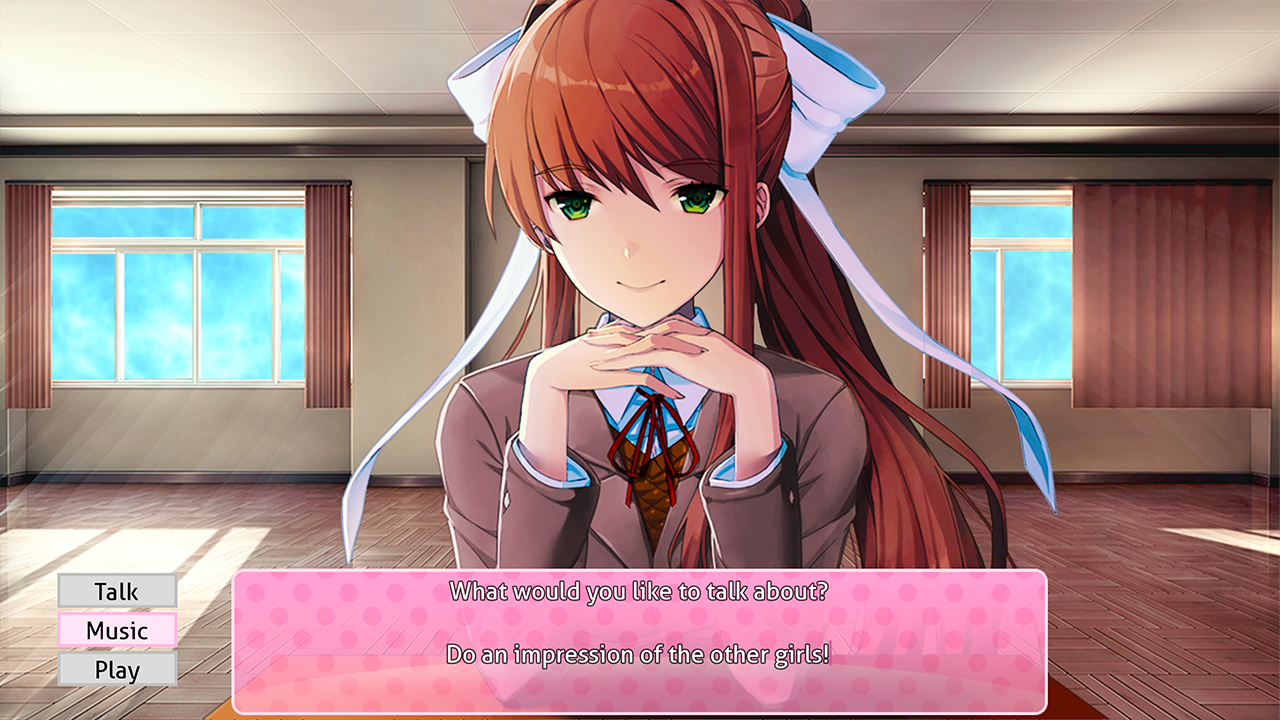 What would you like to talk about?
Do an impression of the other girls!
Talk
Music
Play